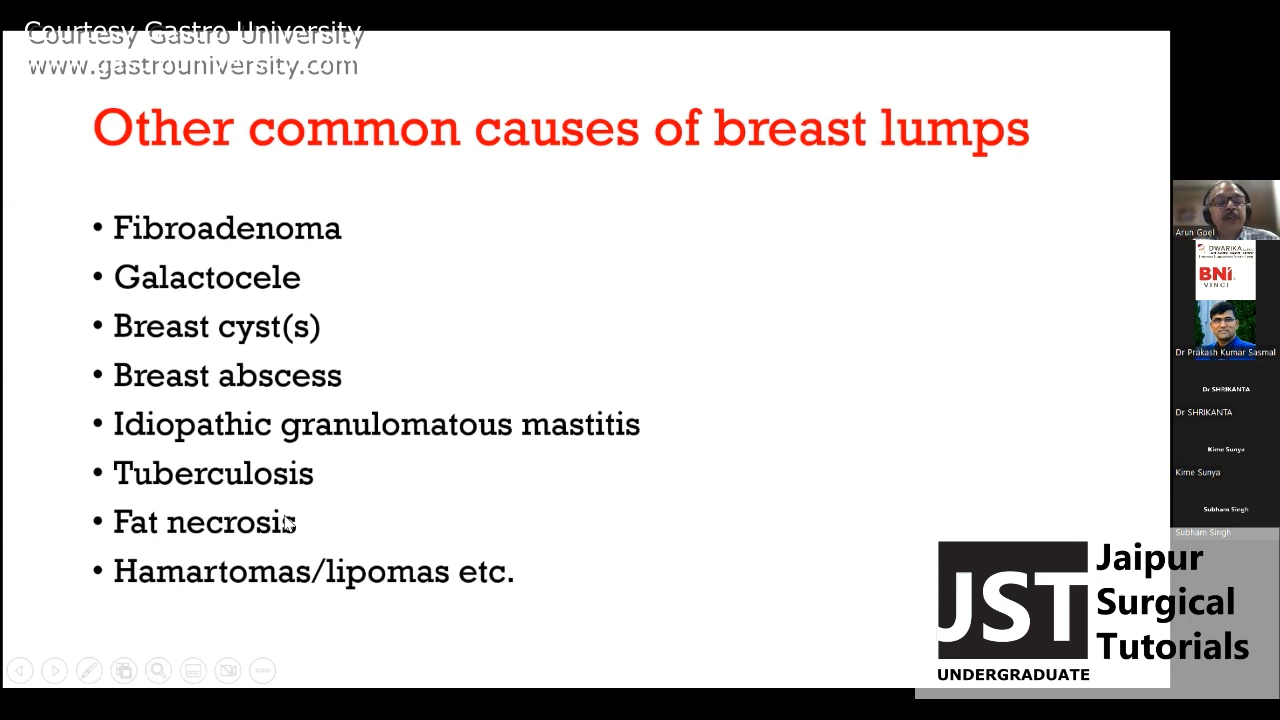 Courtesy Gastro University
www.gastrouniversity.com
Other common causes of breast lumps
• Fibroadenoma
• Galactocele
• Breast cyst(s)
• Breast abscess
• Idiopathic granulomatous mastitis
• Tuberculosis
• Fat necrosis
• Hamartomas/lipomas etc.
Arun Goel
DWARIKA
BNI
VINCI
Dr Prakash Kumar Sasmal
Dr SHRIKANTA
Dr SHRIKANTA
Kime Sunya
Kime Sunya
Subham Singh
Subham Singh
JST
UNDERGRADUATE
Jaipur
Surgical
Tutorials